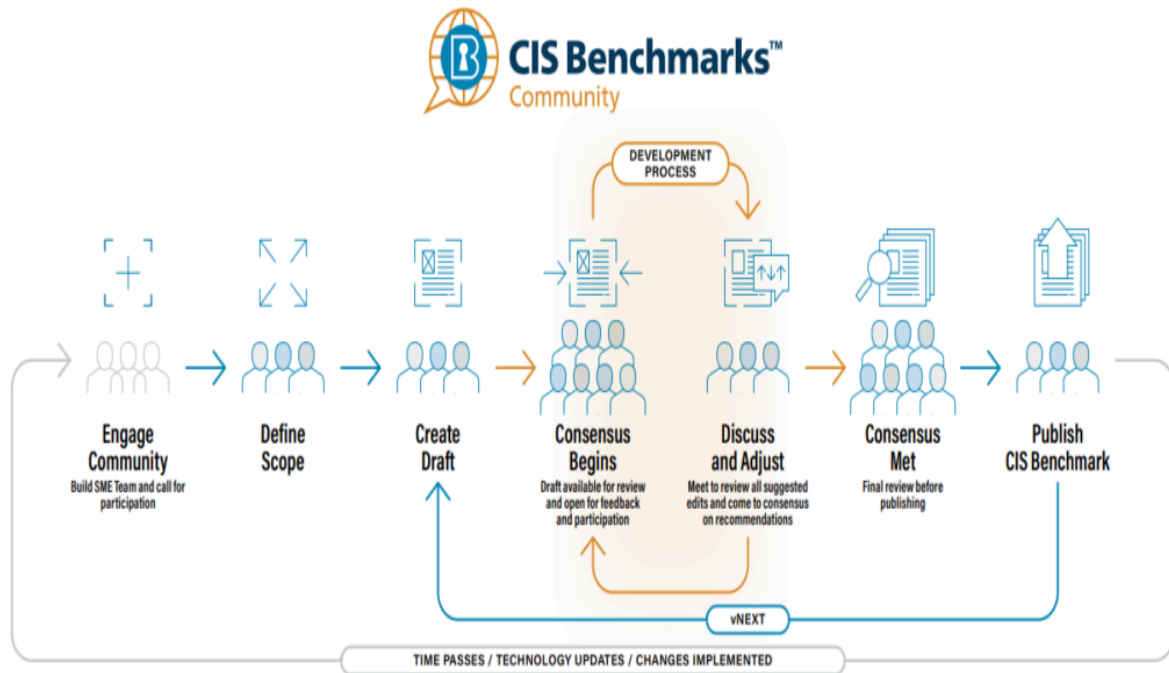 CIS Benchmarks™
Community
DEVELOPMENT
PROCESS
Engage
Community
Build SME Team and call for
participation
Define
Scope
Create
Draft
Consensus
Begins
Draft available for review
and open for feedback
and participation
Discuss
and Adjust
Meet to review all suggested
edits and come to consensus
on recommendations
Consensus
Met
Final review before
publishing
Publish
CIS Benchmark
vNEXT
TIME PASSES / TECHNOLOGY UPDATES / CHANGES IMPLEMENTED